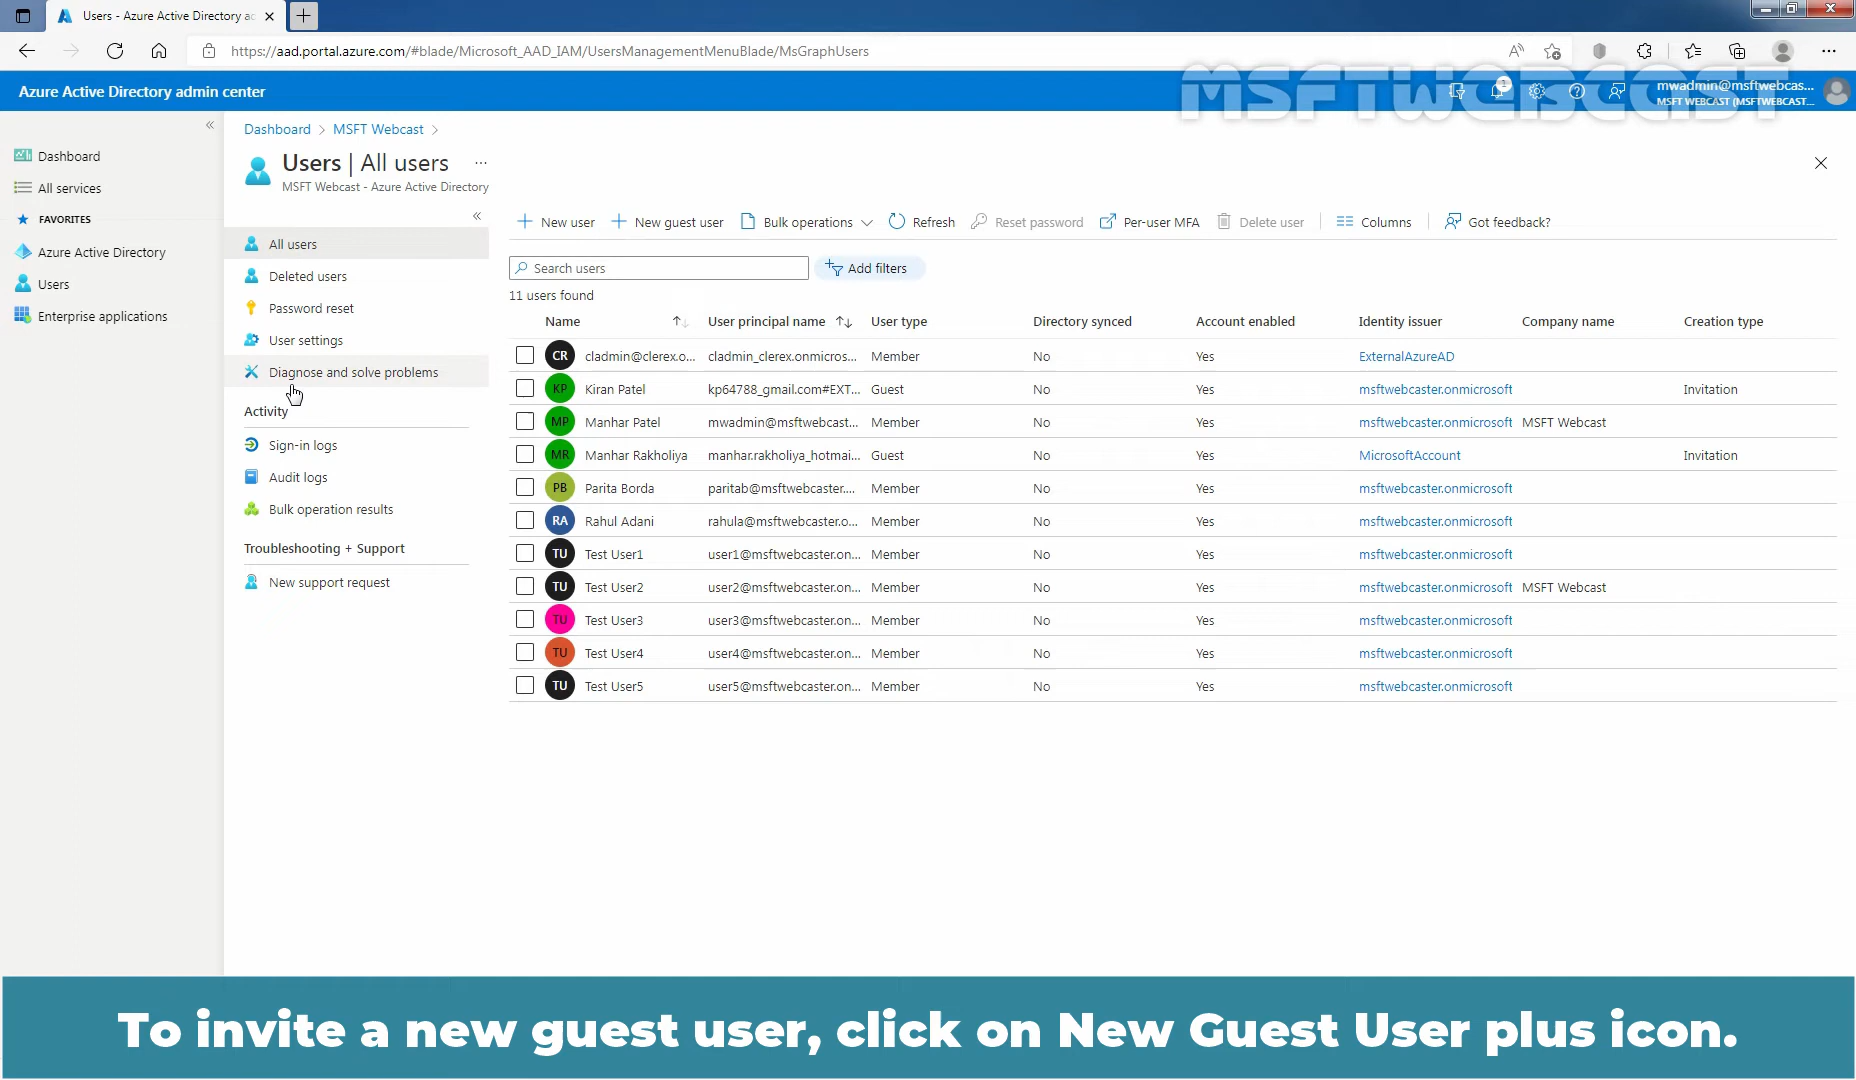 Users - Azure Active Directory ac
https://aad.portal.azure.com/#blade/Microsoft_AAD_IAM/UsersManagementMenuBlade/MsGraphUsers
MSFTWEBCAST
Azure Active Directory admin center
1
mwadmin@msftwebcas...
MSFT WEBCAST (MSFTWEBCAST....
Dashboard
All services
FAVORITES
Azure Active Directory
Users
Enterprise applications
Dashboard > MSFT Webcast >
Users | All users ...
MSFT Webcast - Azure Active Directory
All users
Deleted users
Password reset
User settings
Diagnose and solve problems
Activity
Sign-in logs
Audit logs
Bulk operation results
Troubleshooting + Support
New support request
New user New guest user Bulk operations Refresh Reset password Per-user MFA Delete user Columns Got feedback?
Search users Add filters
11 users found
Name User principal name User type Directory synced Account enabled Identity issuer Company name Creation type
CR cladmin@clerex.o... cladmin_clerex.onmicros... Member No Yes ExternalAzureAD
KP Kiran Patel kp64788_gmail.com#EXT... Guest No Yes msftwebcaster.onmicrosoft Invitation
MP Manhar Patel mwadmin@msftwebcast... Member No Yes msftwebcaster.onmicrosoft MSFT Webcast
MR Manhar Rakholiya manhar.rakholiya_hotmai... Guest No Yes MicrosoftAccount Invitation
PB Parita Borda paritab@msftwebcaster.... Member No Yes msftwebcaster.onmicrosoft
RA Rahul Adani rahula@msftwebcaster.o... Member No Yes msftwebcaster.onmicrosoft
TU Test User1 user1@msftwebcaster.on... Member No Yes msftwebcaster.onmicrosoft
TU Test User2 user2@msftwebcaster.on... Member No Yes msftwebcaster.onmicrosoft MSFT Webcast
TU Test User3 user3@msftwebcaster.on... Member No Yes msftwebcaster.onmicrosoft
TU Test User4 user4@msftwebcaster.on... Member No Yes msftwebcaster.onmicrosoft
TU Test User5 user5@msftwebcaster.on... Member No Yes msftwebcaster.onmicrosoft
To invite a new guest user, click on New Guest User plus icon.